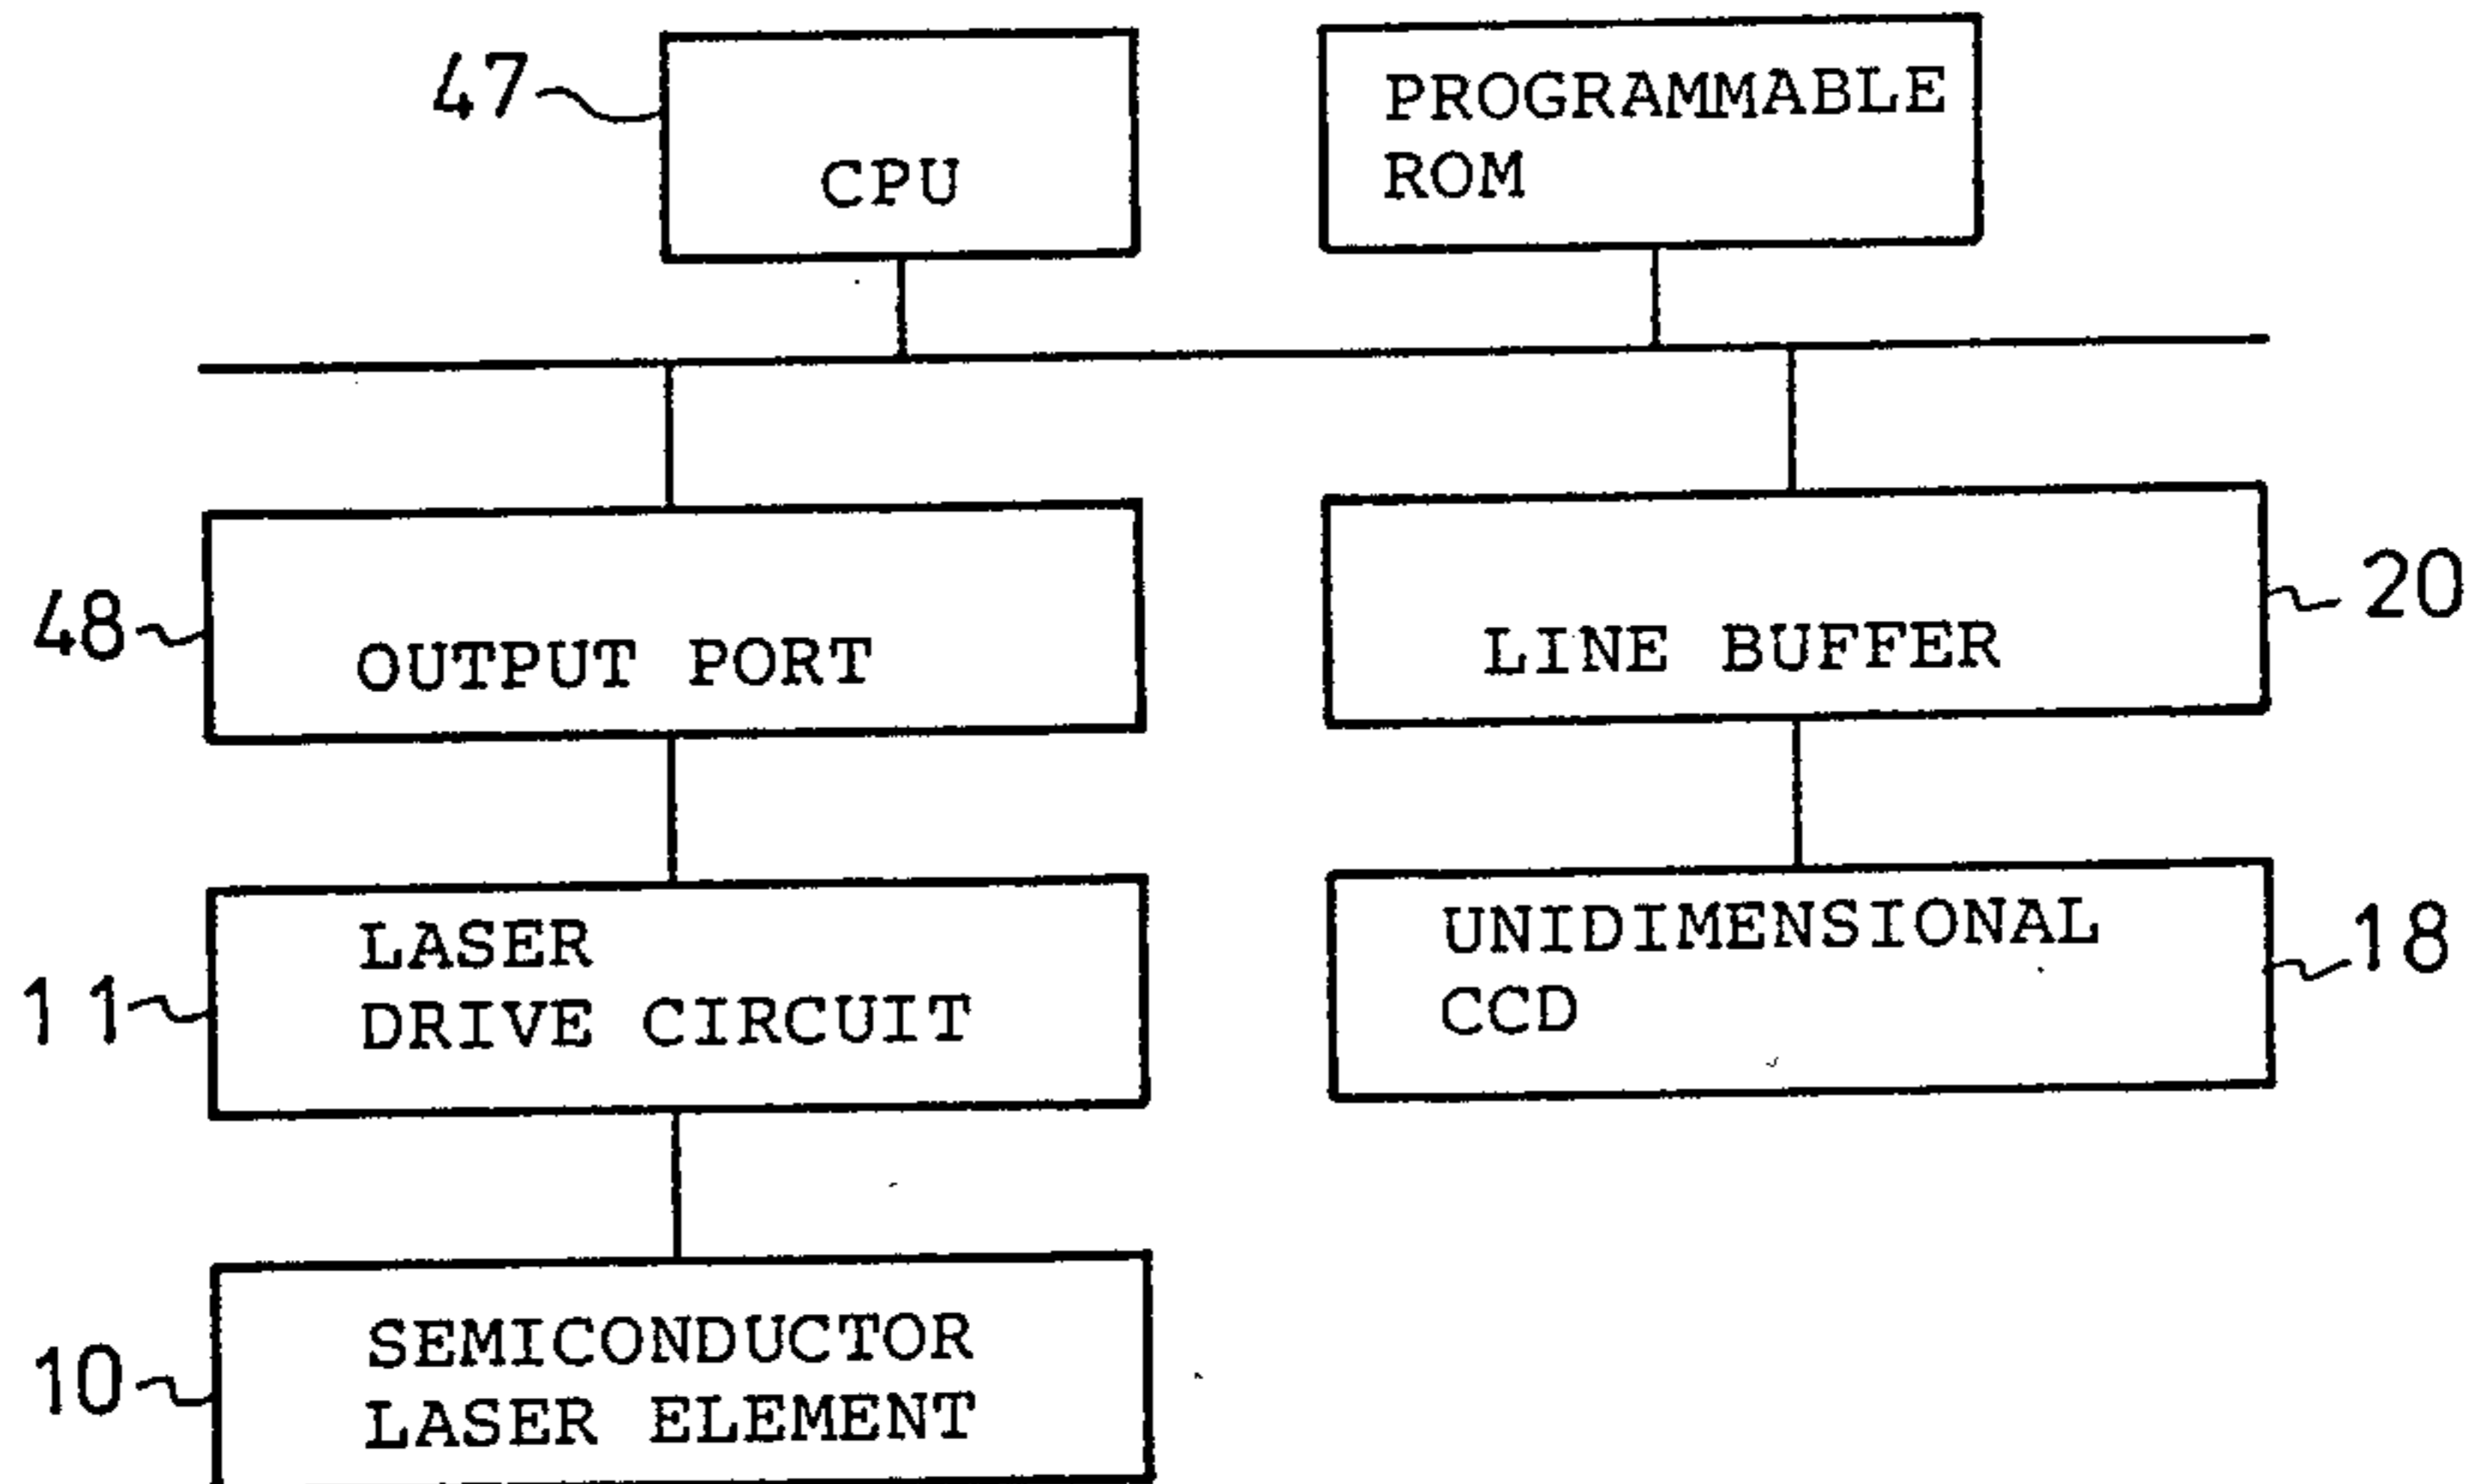 47
CPU
PROGRAMMABLE
ROM
48
OUTPUT PORT
LINE BUFFER
20
11
LASER
DRIVE CIRCUIT
UNIDIMENSIONAL
CCD
18
10
SEMICONDUCTOR
LASER ELEMENT